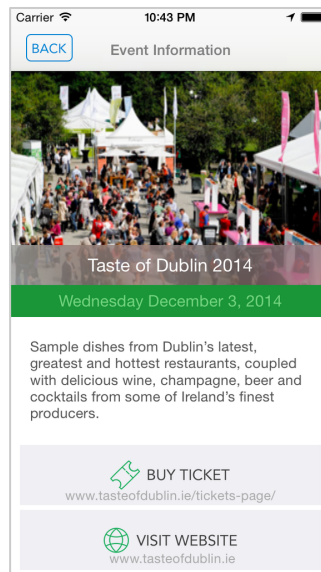 Carrier 10:43 PM
BACK Event Information
Taste of Dublin 2014
Wednesday December 3, 2014
Sample dishes from Dublin's latest,
greatest and hottest restaurants, coupled
with delicious wine, champagne, beer and
cocktails from some of Ireland's finest
producers.
BUY TICKET
www.tasteofdublin.ie/tickets-page/
VISIT WEBSITE
www.tasteofdublin.ie